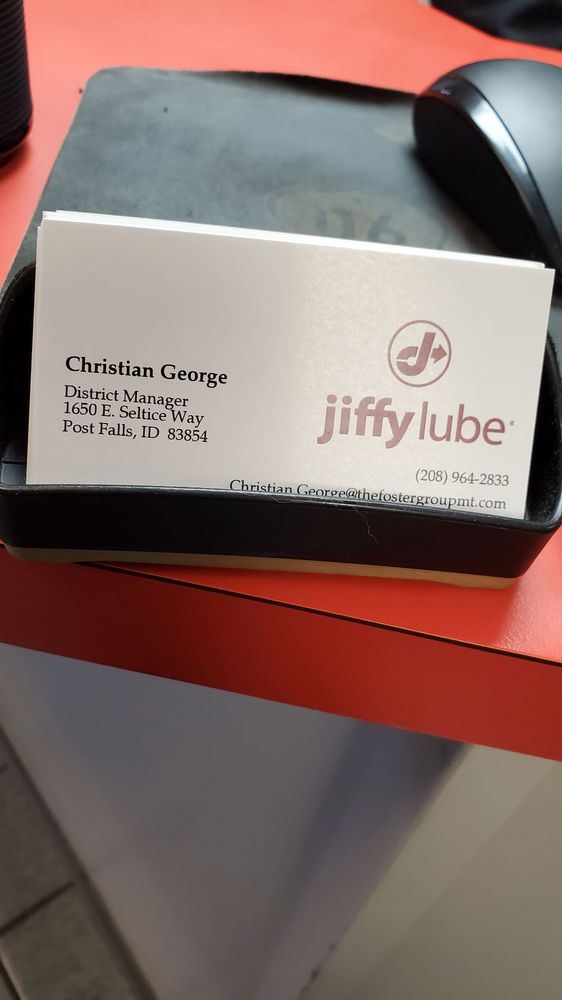 Christian George
District Manager
1650 E. Seltice Way
Post Falls, ID 83854
jiffy lube
(208) 964-2833
Christian George@thefostergroupmt.com